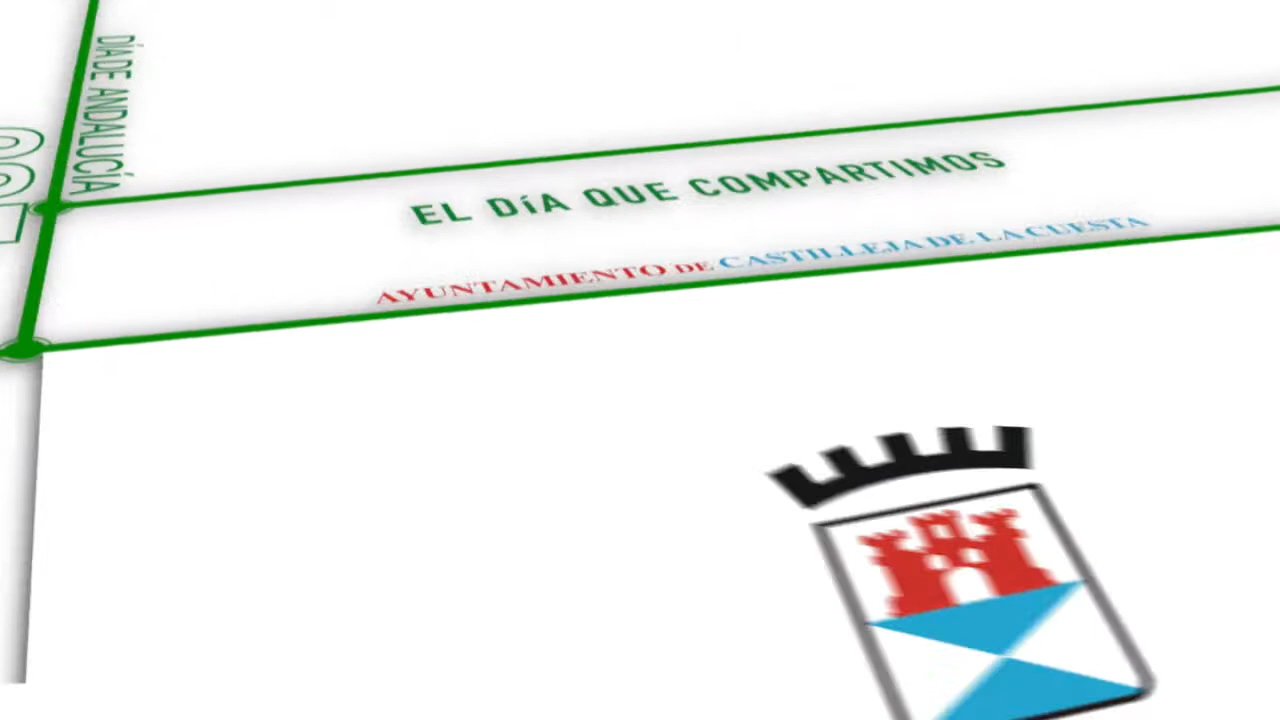 DÍA DE ANDALUCÍA
EL DÍA QUE COMPARTIMOS
AYUNTAMIENTO DE CASTILLEJA DE LA CUESTA